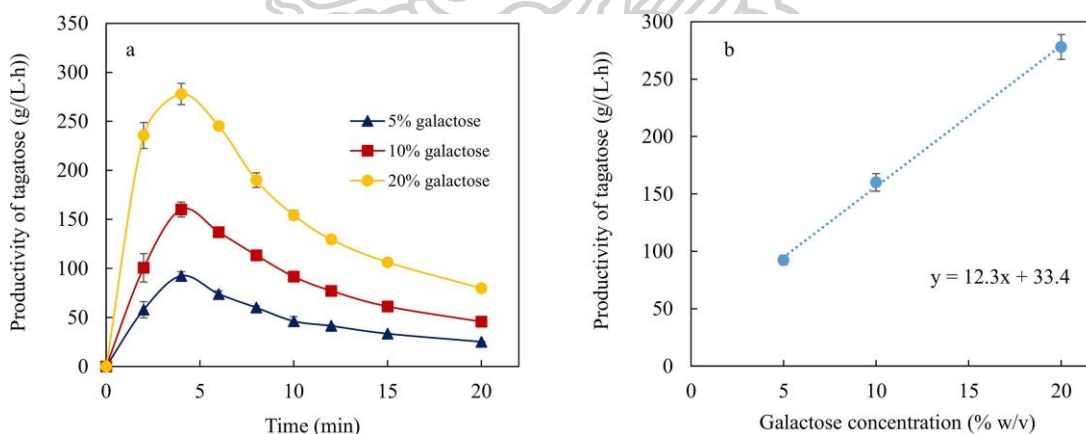 a
Productivity of tagatose (g/(L·h))
350
300
250
200
150
100
50
0
0 5 10 15 20
Time (min)
5% galactose
10% galactose
20% galactose
b
Productivity of tagatose (g/(L·h))
300
250
200
150
100
50
0
0 5 10 15 20
Galactose concentration (% w/v)
y = 12.3x + 33.4